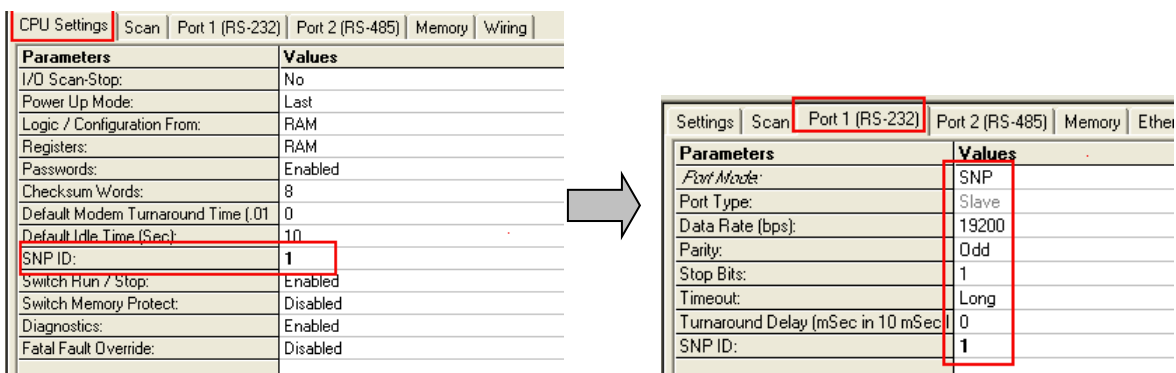 CPU Settings Scan Port 1 (RS-232) Port 2 (RS-485) Memory Wiring
Parameters Values
I/O Scan-Stop: No
Power Up Mode: Last
Logic / Configuration From: RAM
Registers: RAM
Passwords: Enabled
Checksum Words: 8
Default Modem Turnaround Time (.01 0
Default Idle Time (Sec): 10
SNP ID: 1
Switch Run / Stop: Enabled
Switch Memory Protect: Disabled
Diagnostics: Enabled
Fatal Fault Override: Disabled
Settings Scan Port 1 (RS-232) Port 2 (RS-485) Memory Ether
Parameters Values
Port Mode: SNP
Port Type: Slave
Data Rate (bps): 19200
Parity: Odd
Stop Bits: 1
Timeout: Long
Turnaround Delay (mSec in 10 mSec I 0
SNP ID: 1